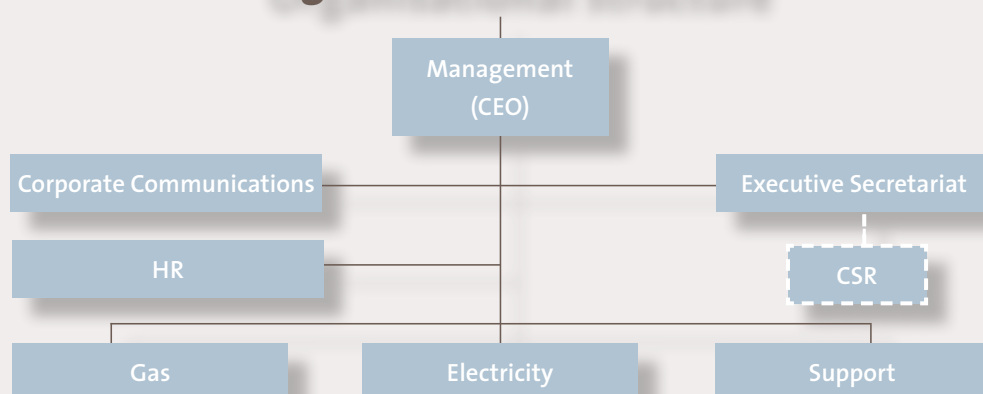 Management
(CEO)
Corporate Communications
Executive Secretariat
HR
CSR
Gas
Electricity
Support